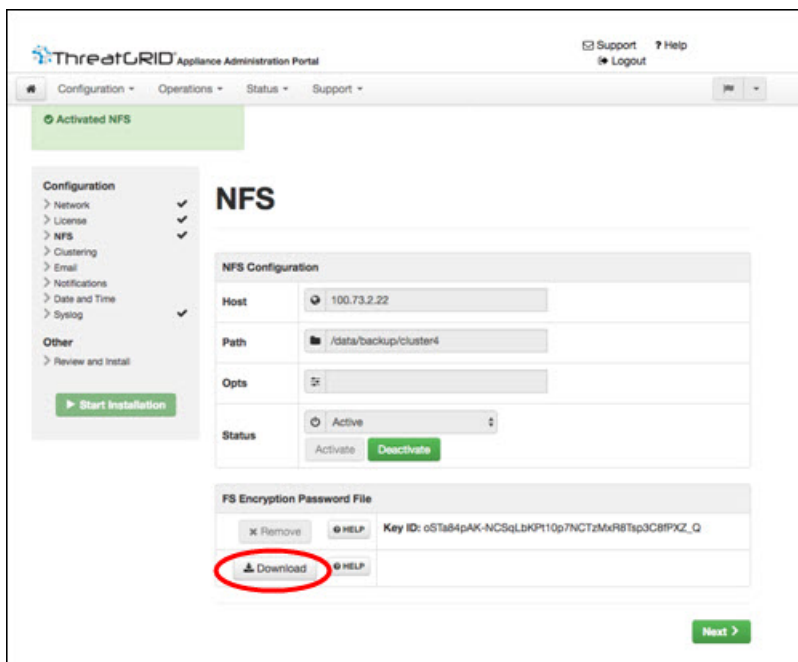 Support ? Help
ThreatGRID Appliance Administration Portal
Logout
Configuration Operations Status Support
Activated NFS
Configuration
Network
License
NFS
Clustering
Email
Notifications
Date and Time
Syslog
Other
Review and Install
Start Installation
NFS
NFS Configuration
Host 100.73.2.22
Path /data/backup/cluster4
Opts
Status Active
Activate Deactivate
FS Encryption Password File
Remove HELP Key ID: oSTa84pAK-NCSqLbKPt10p7NCTzMxR8Tsp3C8fPXZ_Q
Download HELP
Next